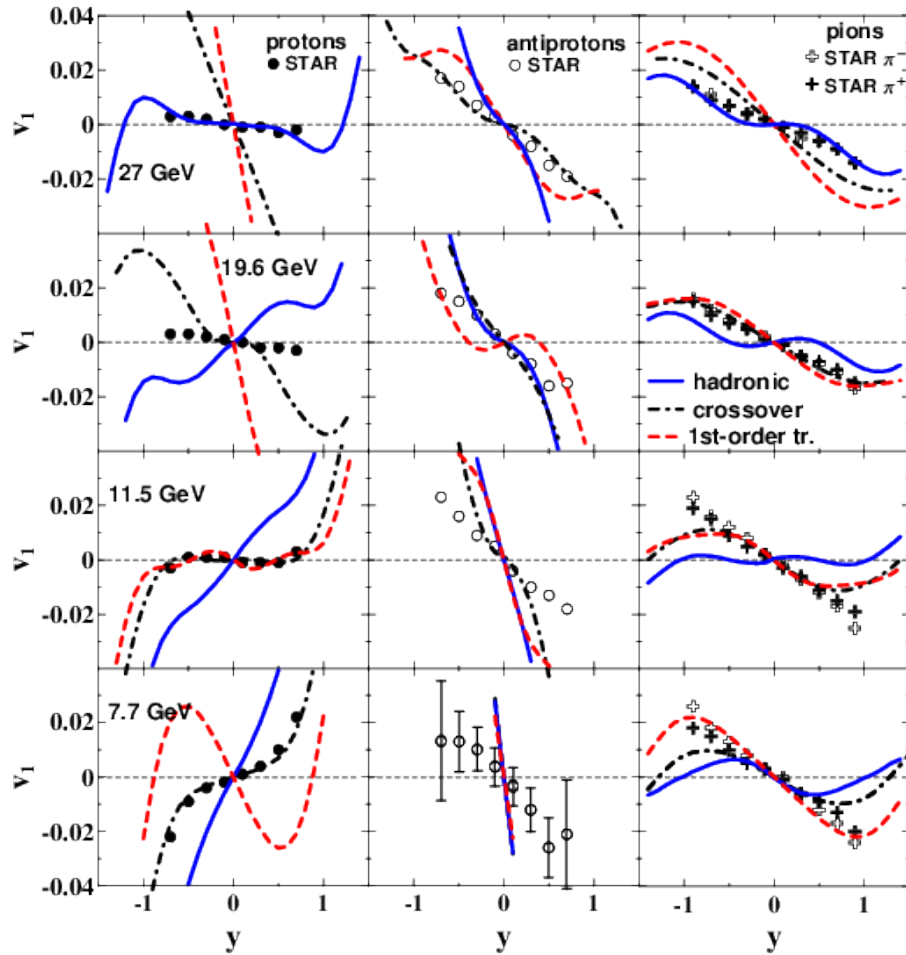 0.04
0.02
0
-0.02
v1
27 GeV
protons
STAR
antiprotons
STAR
pions
STAR π−
STAR π+
0.02
0
-0.02
v1
19.6 GeV
hadronic
crossover
1st-order tr.
0.02
0
-0.02
v1
11.5 GeV
0.02
0
-0.02
-0.04
v1
7.7 GeV
-1 0 1
-1 0 1
-1 0 1
y y y